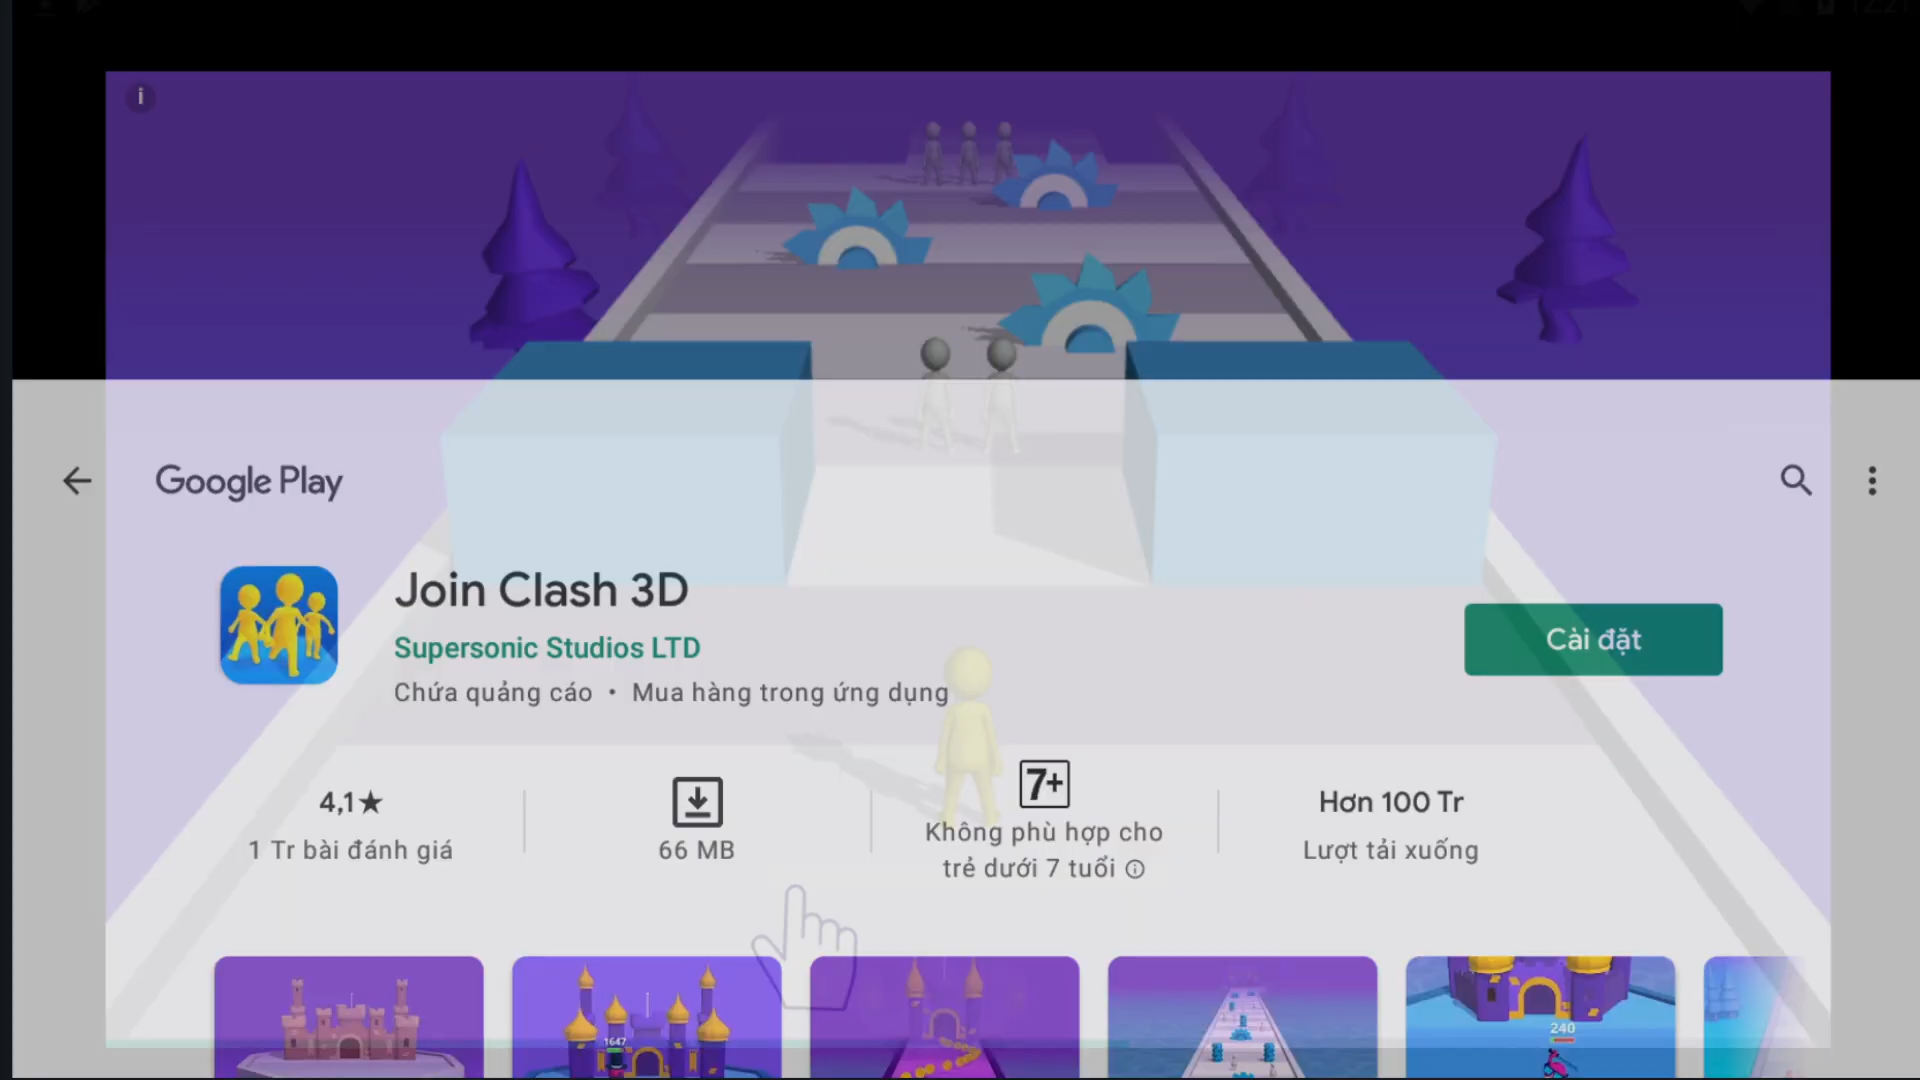 12:21
i
Google Play
Join Clash 3D
Supersonic Studios LTD
Cài đặt
Chứa quảng cáo • Mua hàng trong ứng dụng
4,1★
1 Tr bài đánh giá
66 MB
7+
Không phù hợp cho
trẻ dưới 7 tuổi
Hơn 100 Tr
Lượt tải xuống
1647
240